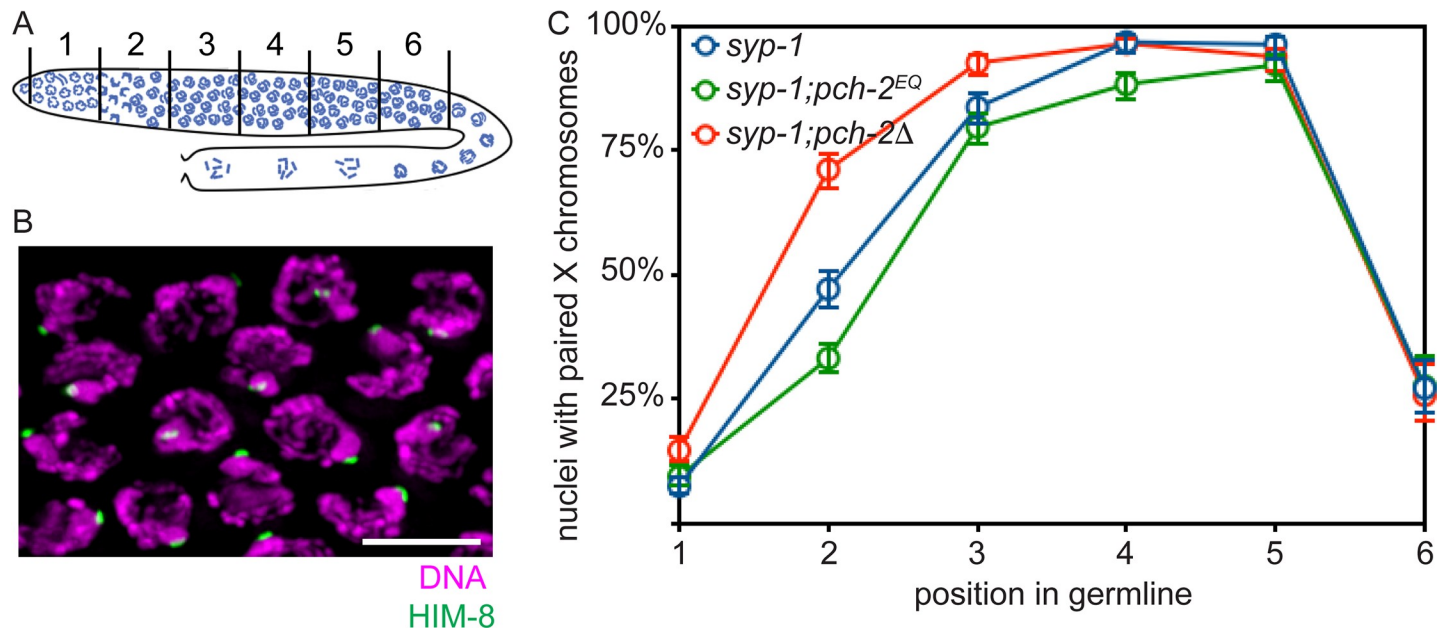 A
1 2 3 4 5 6
B
DNA
HIM-8
C
nuclei with paired X chromosomes
100%
75%
50%
25%
syp-1
syp-1;pch-2EQ
syp-1;pch-2Δ
1 2 3 4 5 6
position in germline